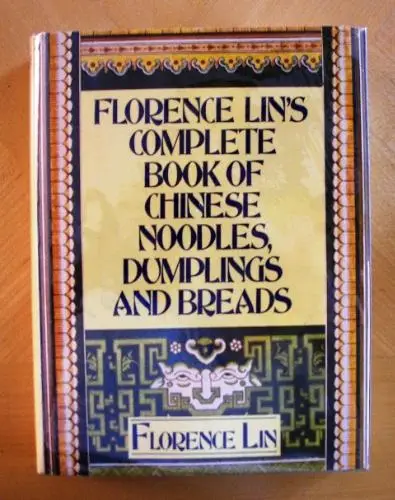 FLORENCE LIN'S
COMPLETE
BOOK OF
CHINESE
NOODLES,
DUMPLINGS
AND BREADS
FLORENCE LIN